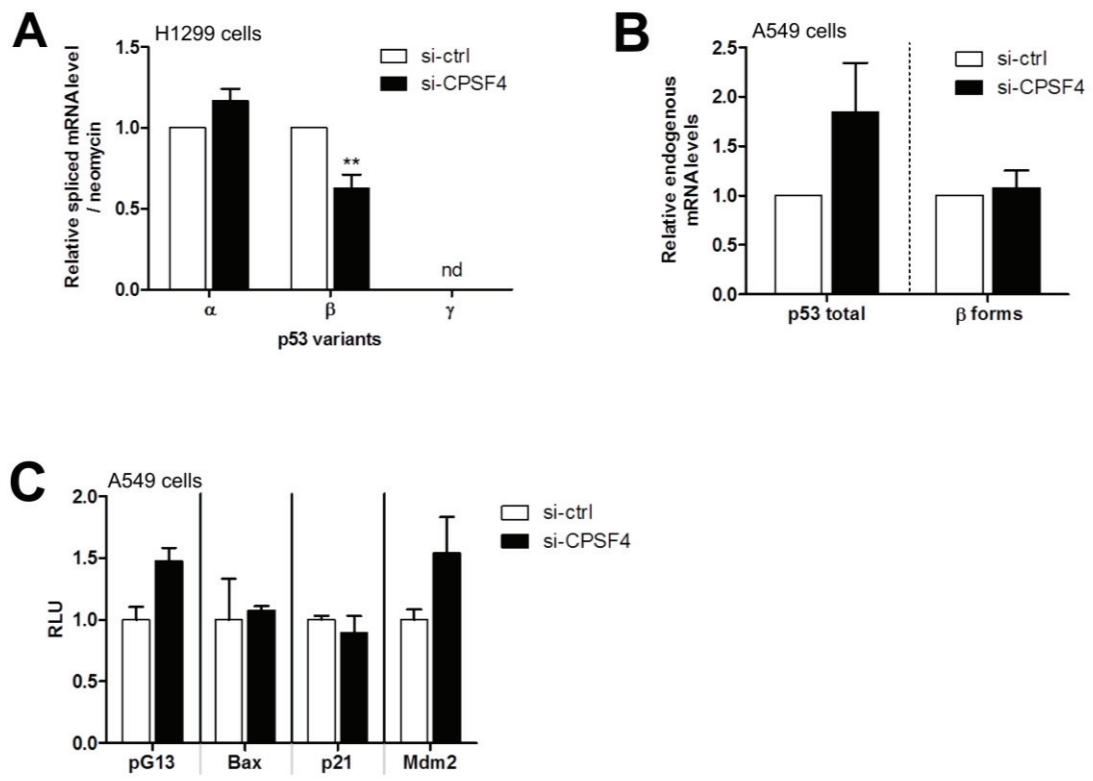 A
H1299 cells
Relative spliced mRNA level
/ neomycin
1.5
1.0
0.5
0.0
si-ctrl
si-CPSF4
**
nd
α
β
γ
p53 variants
B
A549 cells
Relative endogenous
mRNA levels
2.5
2.0
1.5
1.0
0.5
0.0
si-ctrl
si-CPSF4
p53 total
β forms
C
A549 cells
RLU
2.0
1.5
1.0
0.5
0.0
si-ctrl
si-CPSF4
pG13
Bax
p21
Mdm2